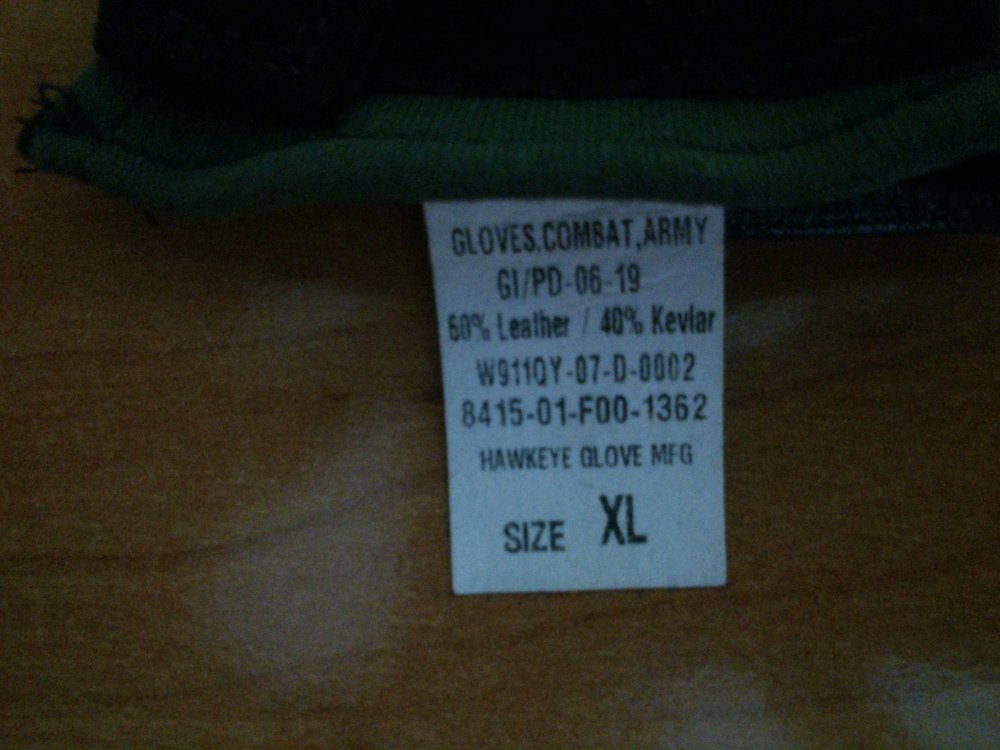 GLOVES,COMBAT,ARMY
GI/PD-06-19
60% Leather / 40% Kevlar
W911QY-07-D-0002
8415-01-F00-1362
HAWKEYE GLOVE MFG
SIZE XL